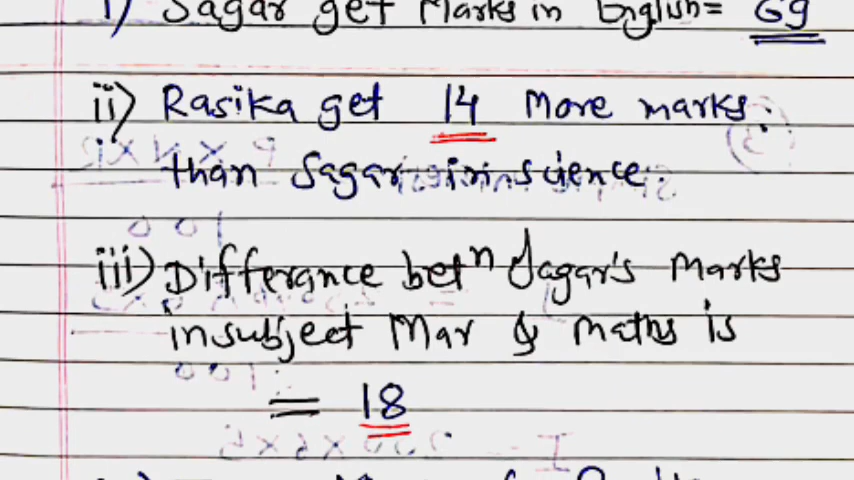 i) Sagar get Marks in English = 69
ii) Rasika get 14 More marks.
than Sagar in science.
iii) Differance betn Sagar's Marks
in subject Mar & maths is
= 18